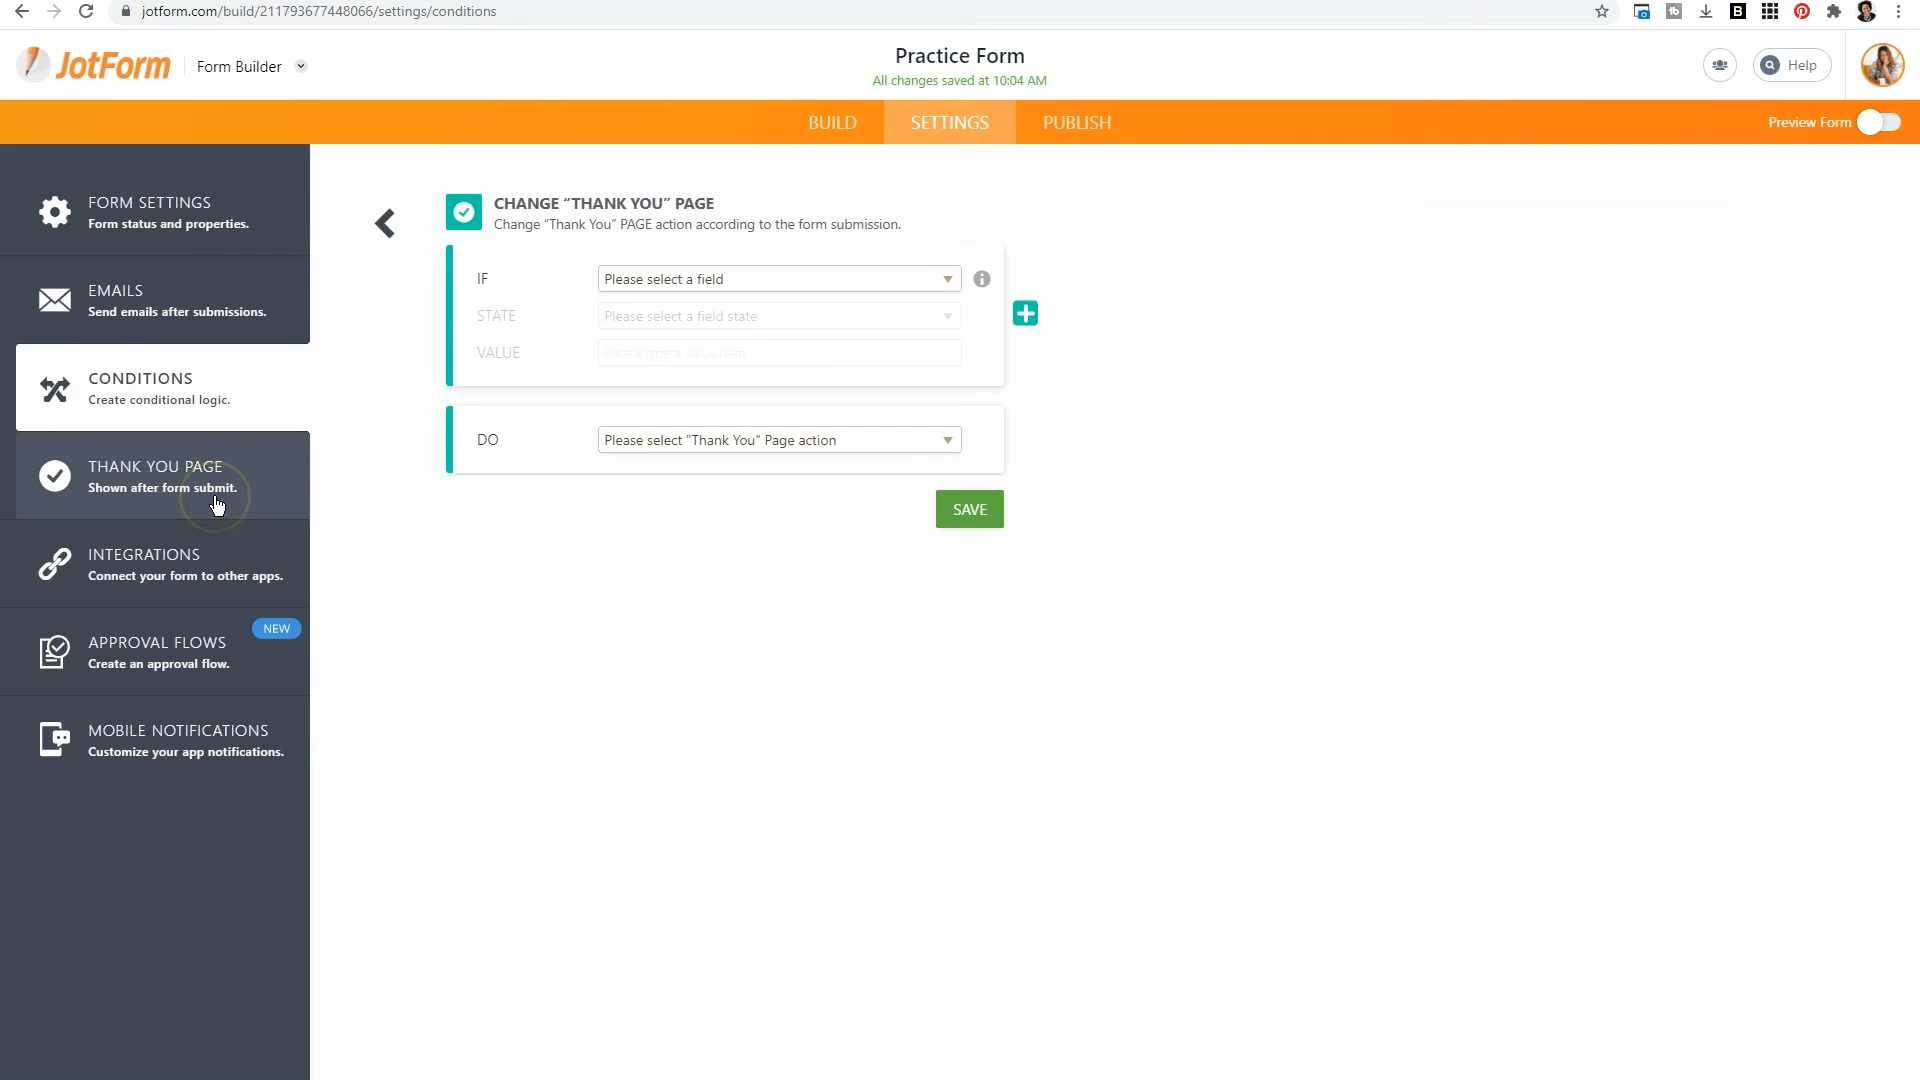 jotform.com/build/211793677448066/settings/conditions
JotForm
Form Builder
Practice Form
All changes saved at 10:04 AM
Help
BUILD
SETTINGS
PUBLISH
Preview Form
FORM SETTINGS
Form status and properties.
EMAILS
Send emails after submissions.
CONDITIONS
Create conditional logic.
THANK YOU PAGE
Shown after form submit.
INTEGRATIONS
Connect your form to other apps.
NEW
APPROVAL FLOWS
Create an approval flow.
MOBILE NOTIFICATIONS
Customize your app notifications.
CHANGE “THANK YOU” PAGE
Change “Thank You” PAGE action according to the form submission.
IF
Please select a field
STATE
Please select a field state
VALUE
Please type a value here
DO
Please select "Thank You" Page action
SAVE